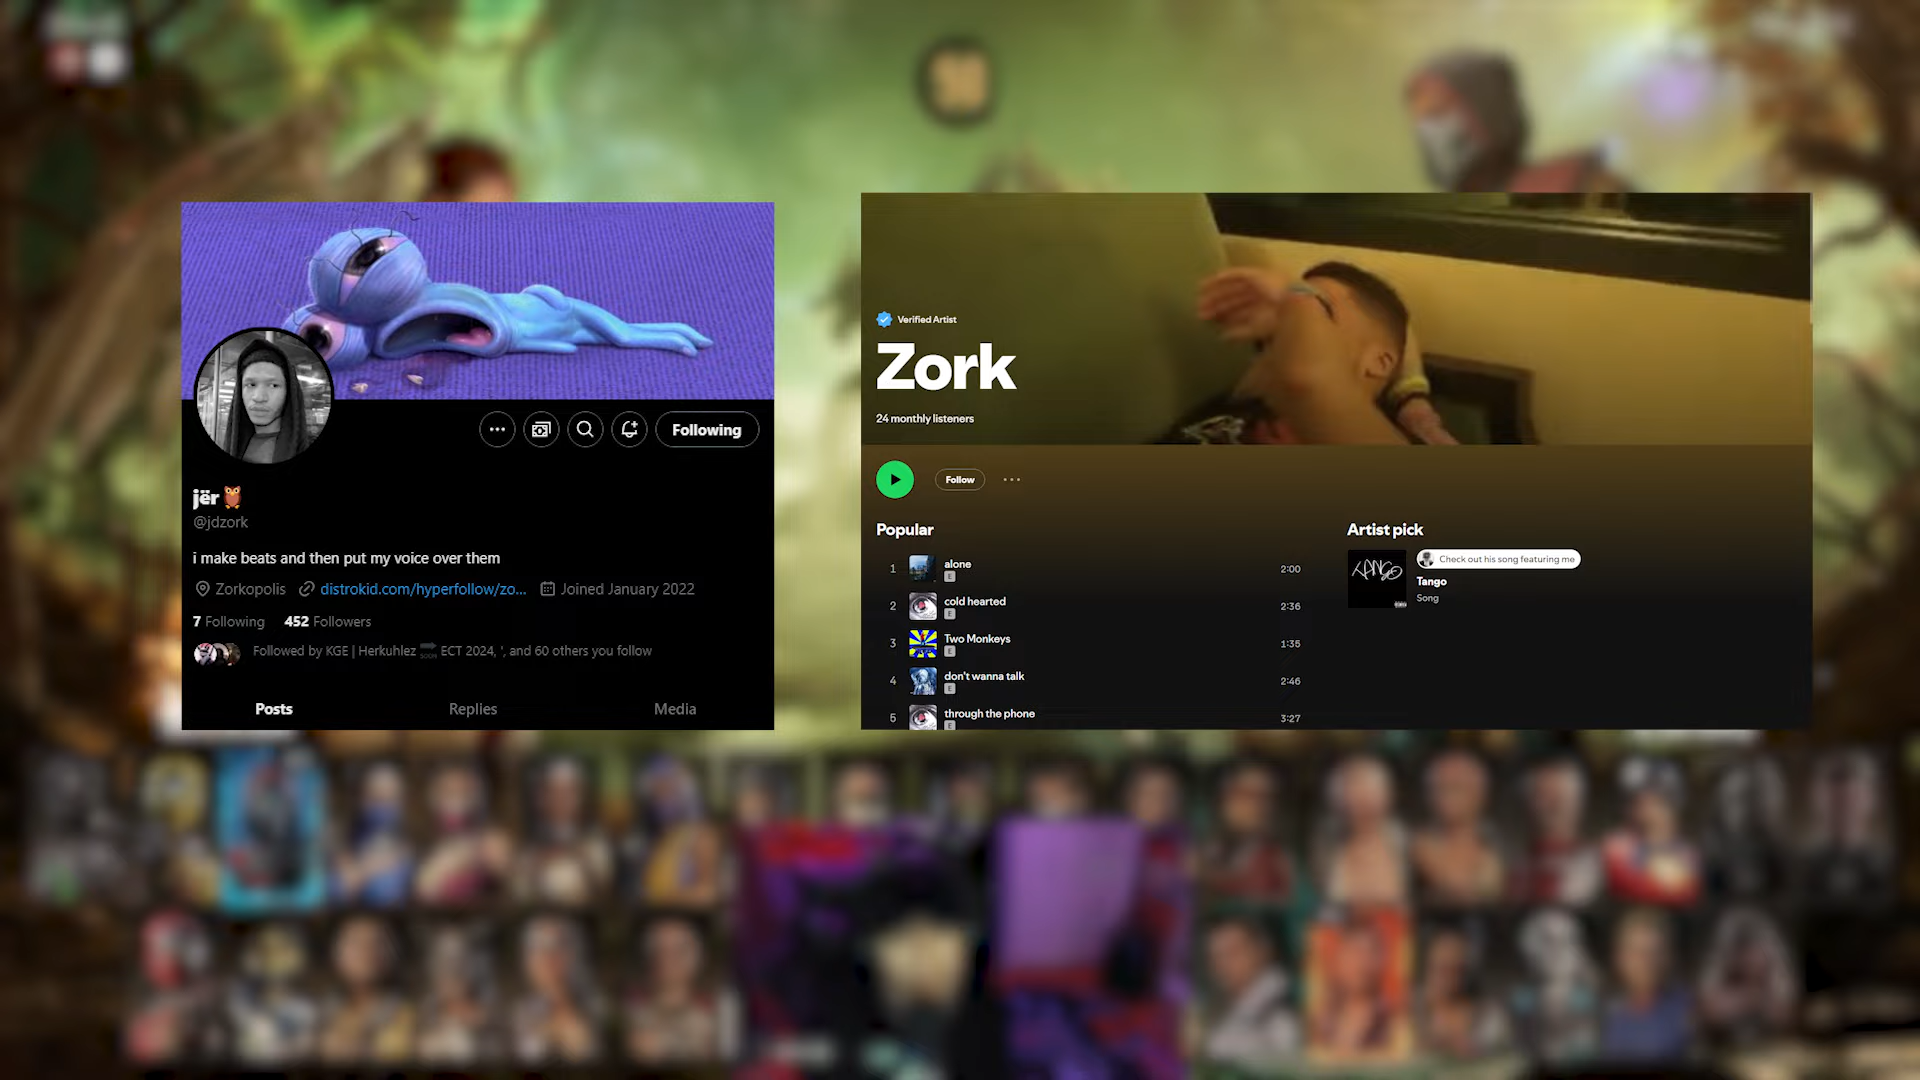 Following
jër
@jdzork
i make beats and then put my voice over them
Zorkopolis distrokid.com/hyperfollow/zo... Joined January 2022
7 Following 452 Followers
Followed by KGE | Herkuhlez 🔜 ECT 2024, ', and 60 others you follow
Posts Replies Media
Verified Artist
Zork
24 monthly listeners
Follow
Popular
1 alone 2:00
E
2 cold hearted 2:36
E
3 Two Monkeys 1:35
E
4 don't wanna talk 2:46
E
5 through the phone 3:27
E
Artist pick
TANGO
Check out his song featuring me
Tango
Song